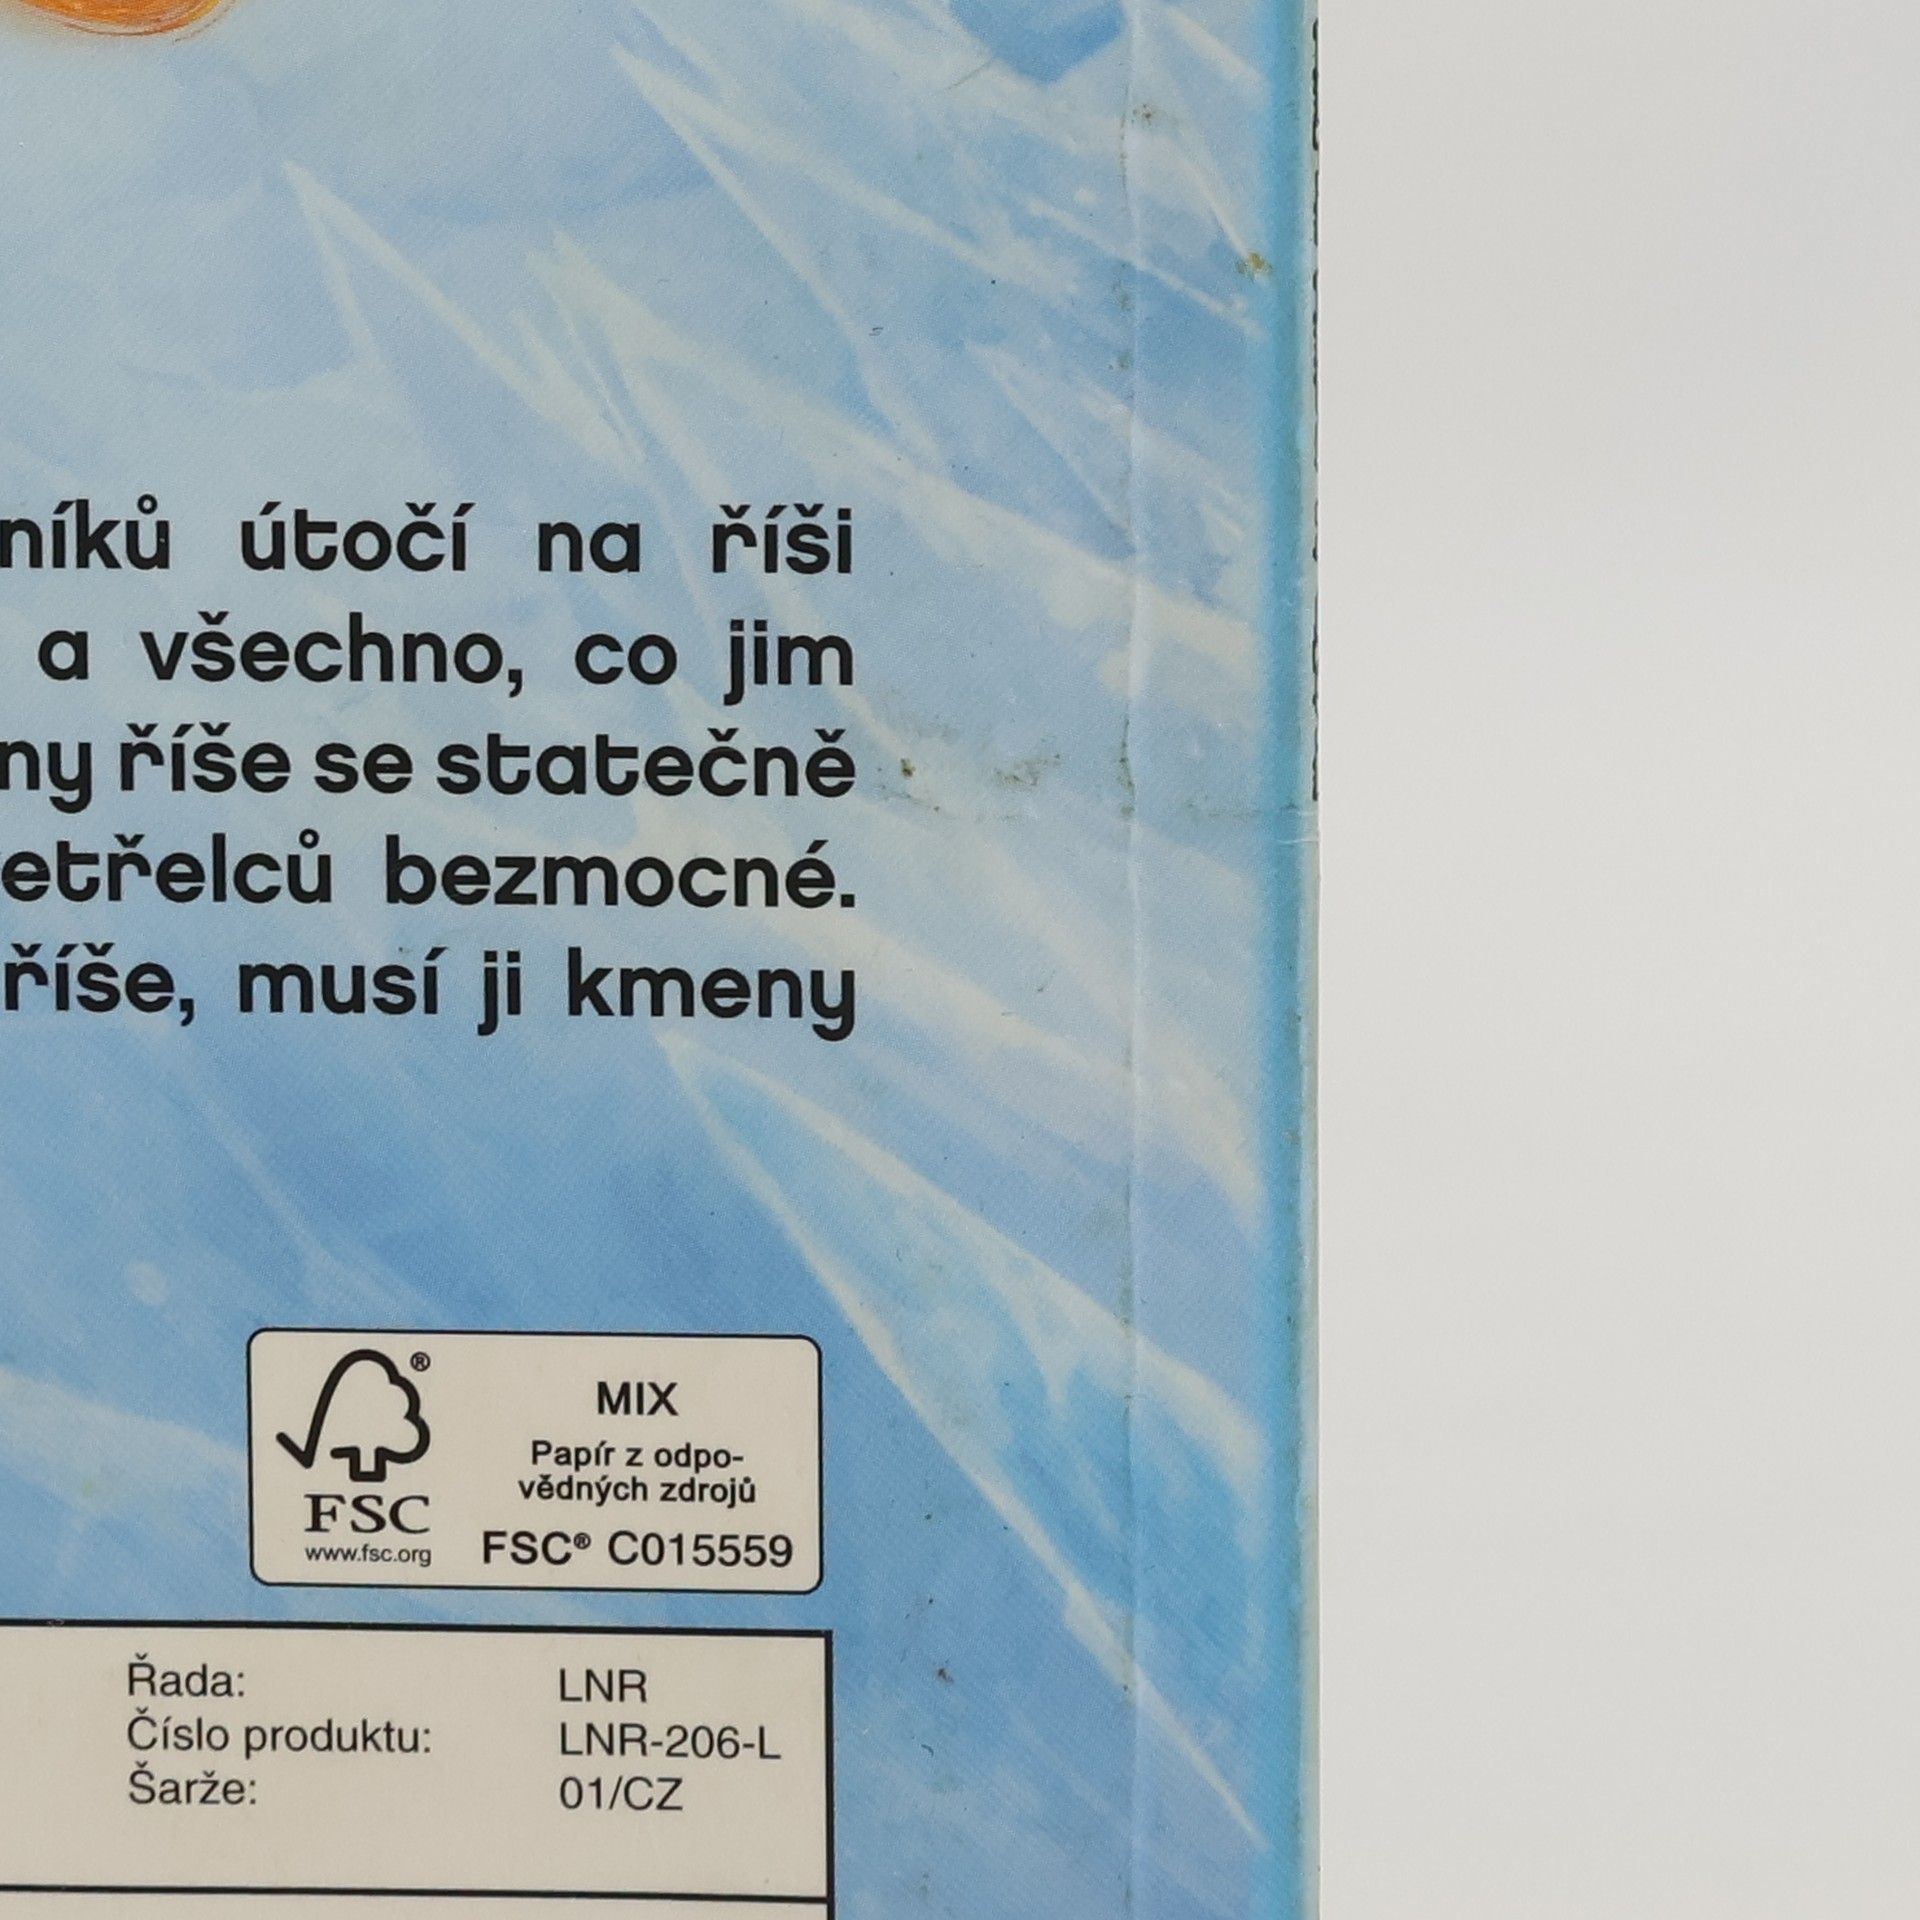 níků útočí na říši
a všechno, co jim
ny říše se statečně
etřelců bezmocné.
říše, musí ji kmeny
®
MIX
Papír z odpo-
vědných zdrojů
FSC
www.fsc.org
FSC® C015559
Řada: LNR
Číslo produktu: LNR-206-L
Šarže: 01/CZ